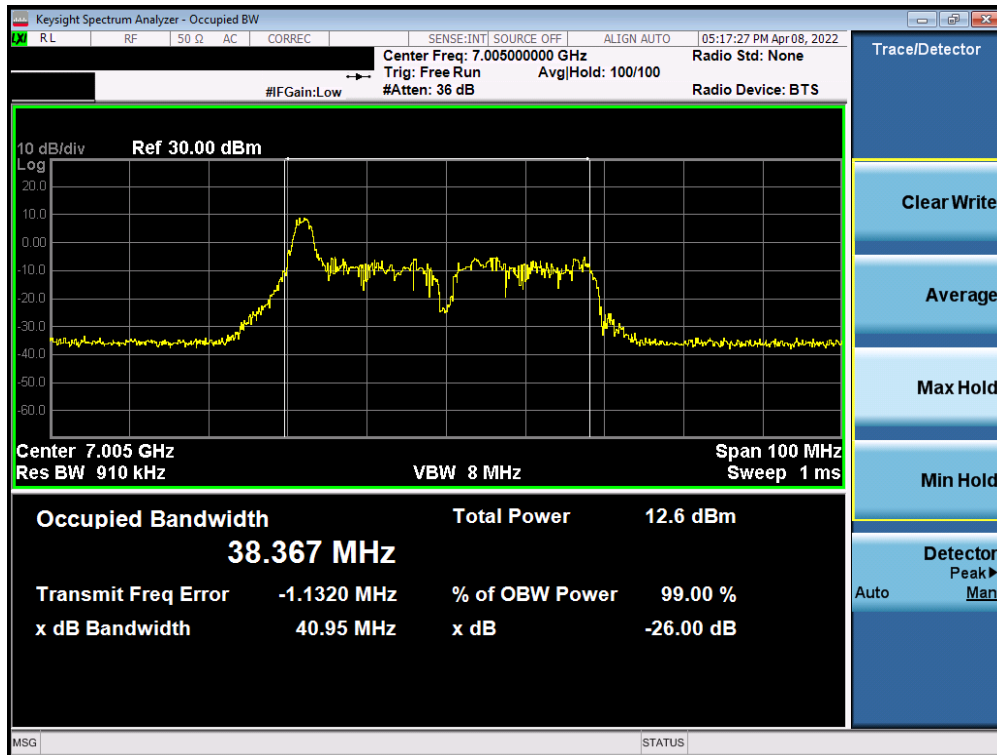 Keysight Spectrum Analyzer - Occupied BW
LXI RL RF 50 Ω AC CORREC SENSE:INT SOURCE OFF ALIGN AUTO 05:17:27 PM Apr 08, 2022
Center Freq: 7.005000000 GHz Radio Std: None
Trig: Free Run Avg|Hold: 100/100
#IFGain:Low #Atten: 36 dB Radio Device: BTS
10 dB/div Ref 30.00 dBm
Log
20.0
10.0
0.00
-10.0
-20.0
-30.0
-40.0
-50.0
-60.0
Center 7.005 GHz Span 100 MHz
Res BW 910 kHz VBW 8 MHz Sweep 1 ms
Occupied Bandwidth Total Power 12.6 dBm
38.367 MHz
Transmit Freq Error -1.1320 MHz % of OBW Power 99.00 %
x dB Bandwidth 40.95 MHz x dB -26.00 dB
MSG STATUS
Trace/Detector
Clear Write
Average
Max Hold
Min Hold
Detector
Peak▶
Auto Man